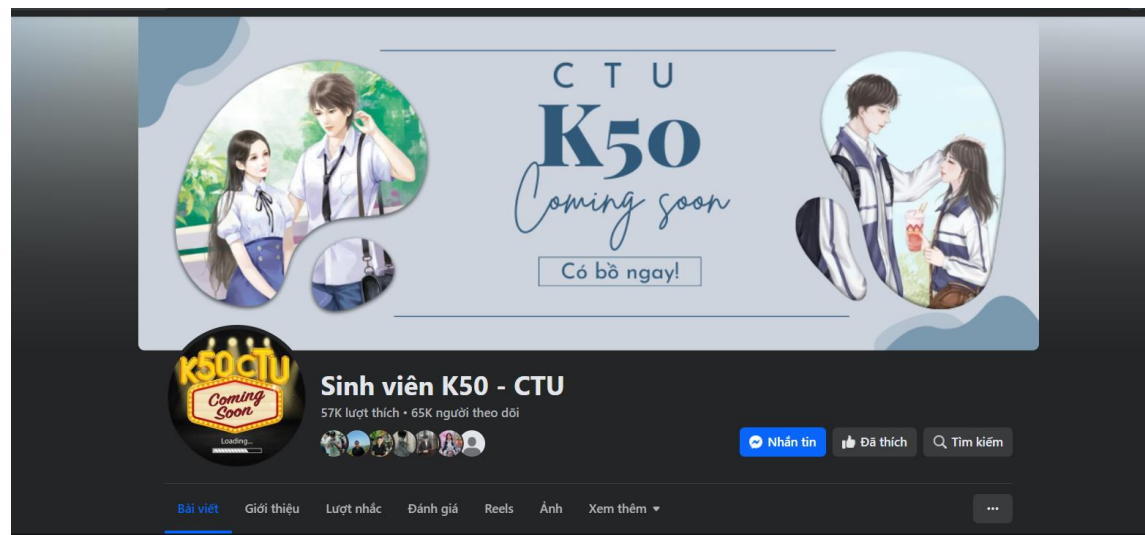 CTU
K50
Coming soon
Có bồ ngay!
K50 CTU
Coming
Soon
Loading...
Sinh viên K50 - CTU
57K lượt thích • 65K người theo dõi
Nhắn tin
Đã thích
Tìm kiếm
Bài viết
Giới thiệu
Lượt nhắc
Đánh giá
Reels
Ảnh
Xem thêm